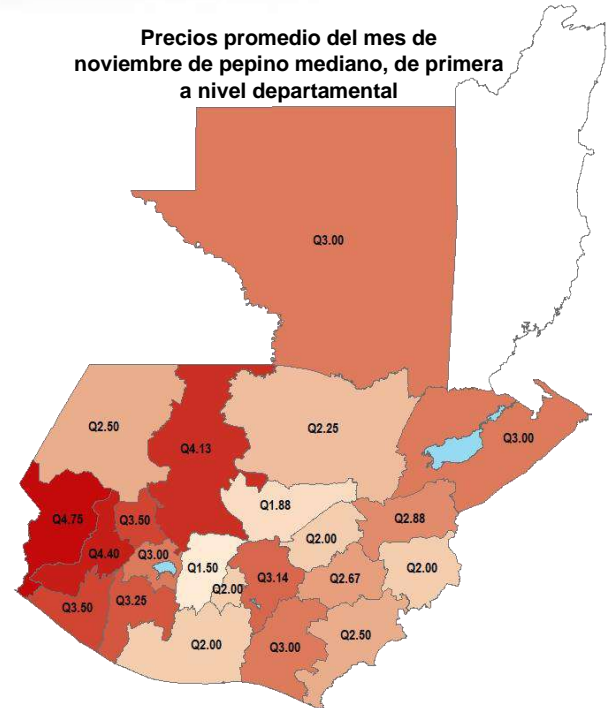 Precios promedio del mes de
noviembre de pepino mediano, de primera
a nivel departamental
Q3.00
Q2.50
Q4.13
Q2.25
Q3.00
Q1.88
Q4.75
Q3.50
Q2.88
Q2.00
Q4.40
Q3.00
Q1.50
Q3.14
Q2.67
Q2.00
Q2.00
Q3.50
Q3.25
Q2.00
Q3.00
Q2.50